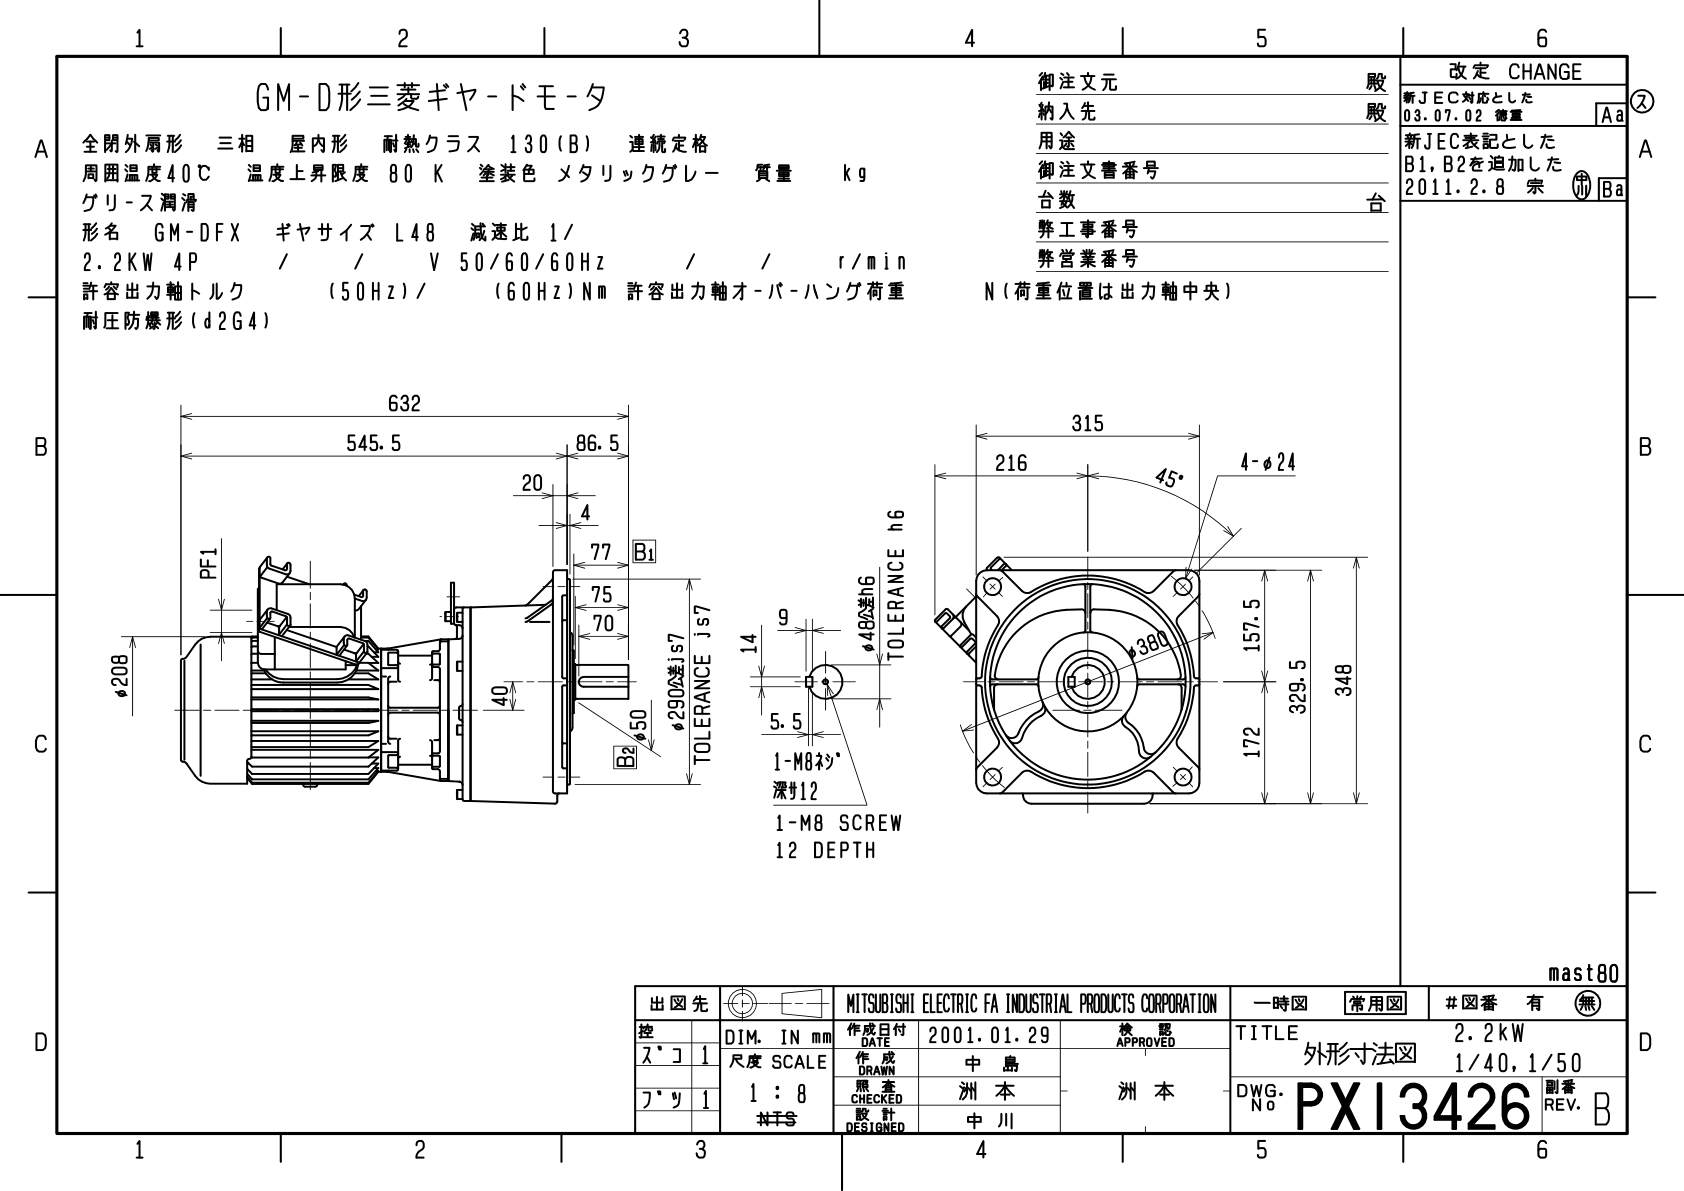 1 2 3 4 5 6
A
B
C
D
GM-D形三菱ギヤードモータ
全閉外扇形 三相 屋内形 耐熱クラス 130(B) 連続定格
周囲温度40℃ 温度上昇限度 80 K 塗装色 メタリックグレー 質量 kg
グリース潤滑
形名 GM-DFX ギヤサイズ L48 減速比 1/
2.2KW 4P / / V 50/60/60Hz / / r/min
許容出力軸トルク (50Hz)/ (60Hz)Nm 許容出力軸オーバーハング荷重 N(荷重位置は出力軸中央)
耐圧防爆形(d2G4)
御注文元 殿
納入先 殿
用途
御注文書番号
台数 台
弊工事番号
弊営業番号
改定 CHANGE
新JEC対応とした
03.07.02 徳重 Aa
ス
新JEC表記とした
B1,B2を追加した
2011.2.8 宗 Ba
A
B
C
D
632
545.5 86.5
20
4
77 B1
75
70
PF1
φ208
40
φ50
B2
φ290公差js7
TOLERANCE js7
9
14
5.5
φ48公差h6
TOLERANCE h6
1-M8ネジ
深サ12
1-M8 SCREW
12 DEPTH
315
216
45°
4-φ24
φ380
157.5
172
329.5
348
mast80
出図先
控
ズコ 1
ブツ 1
DIM. IN mm
尺度 SCALE
1 : 8
NTS
MITSUBISHI ELECTRIC FA INDUSTRIAL PRODUCTS CORPORATION
作成日付 DATE 2001.01.29
検認 APPROVED
作成 DRAWN 中島
照査 CHECKED 洲本
洲本
設計 DESIGNED 中川
一時図 常用図 #図番 有 無
TITLE
外形寸法図
2.2kW
1/40,1/50
DWG. No PX13426
副番 REV. B
1 2 3 4 5 6